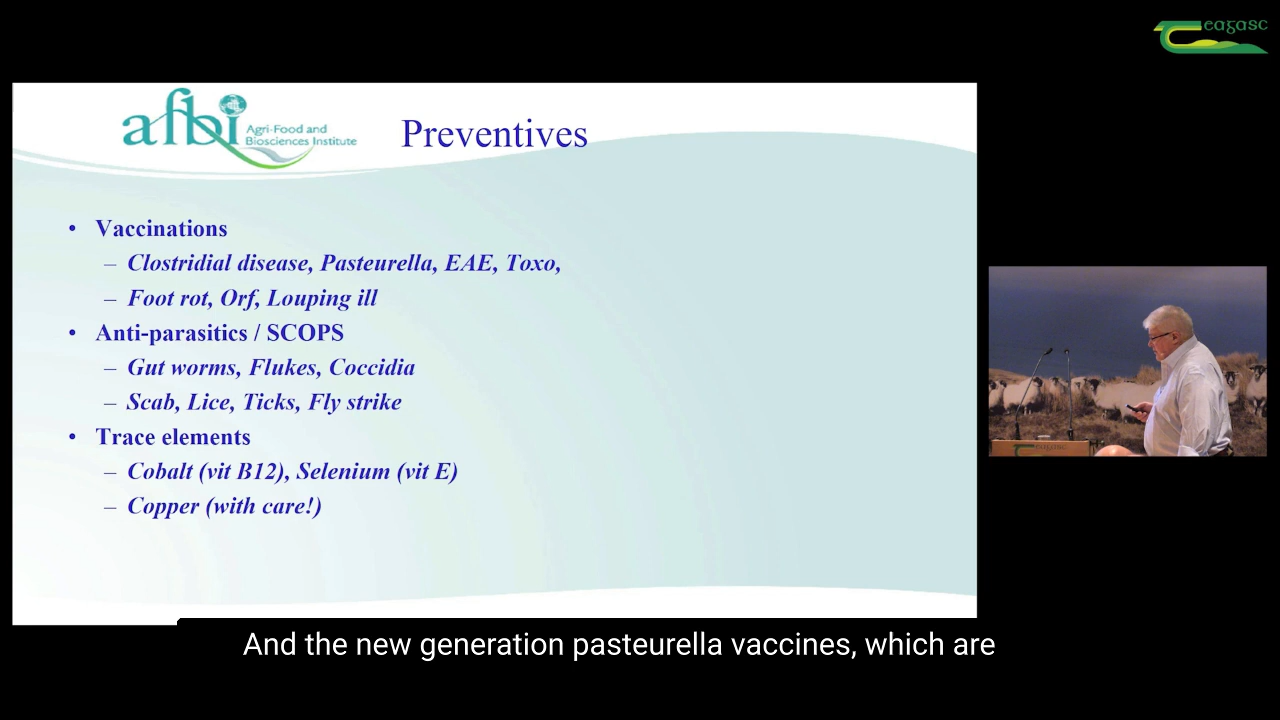 eagasc
afbi
Agri-Food and
Biosciences Institute
Preventives
• Vaccinations
– Clostridial disease, Pasteurella, EAE, Toxo,
– Foot rot, Orf, Louping ill
• Anti-parasitics / SCOPS
– Gut worms, Flukes, Coccidia
– Scab, Lice, Ticks, Fly strike
• Trace elements
– Cobalt (vit B12), Selenium (vit E)
– Copper (with care!)
eagasc
And the new generation pasteurella vaccines, which are